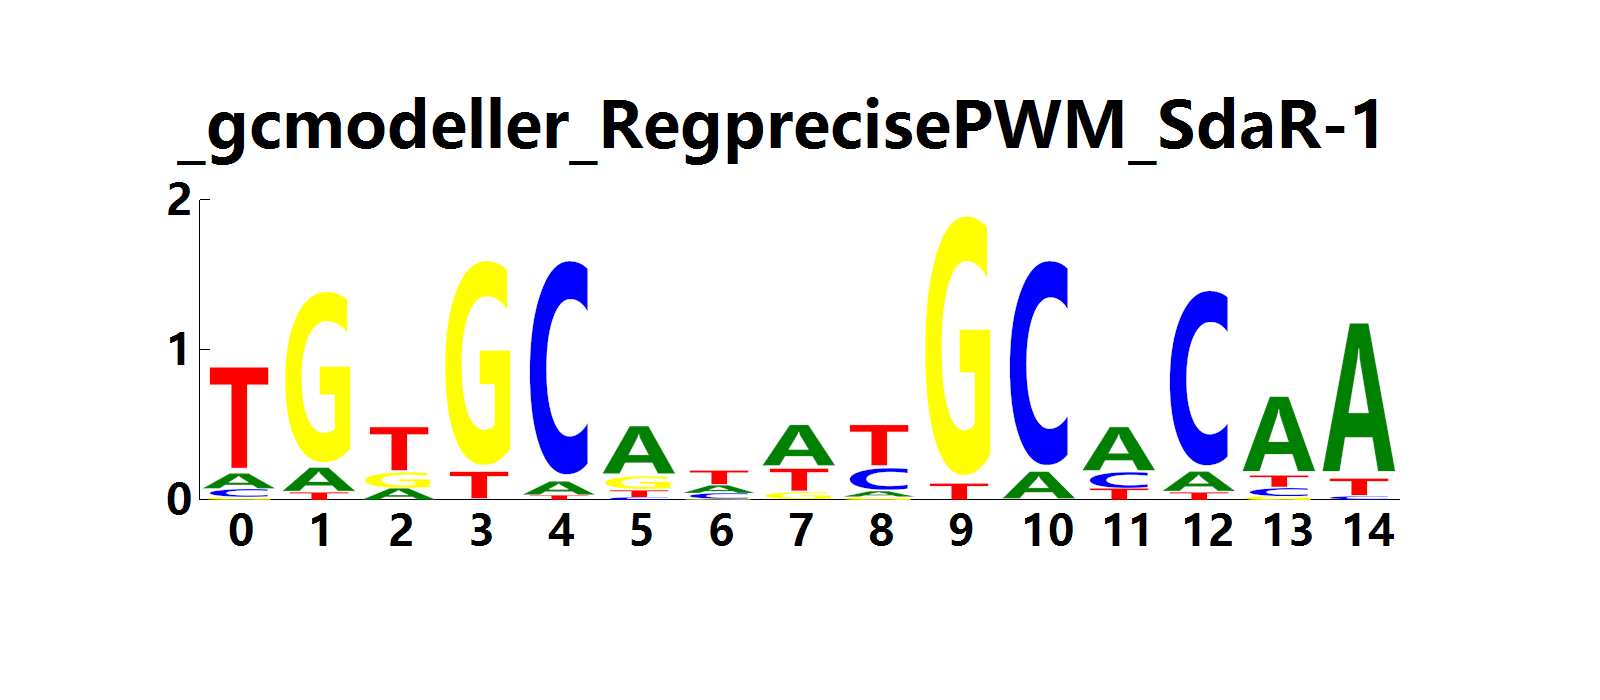 _gcmodeller_RegprecisePWM_SdaR-1
2
1
0
T G T G C A T A T G C A C A A
A A G T A G A T C T A C A T T
C T A T T C G A T T C C
C C G
0 1 2 3 4 5 6 7 8 9 10 11 12 13 14